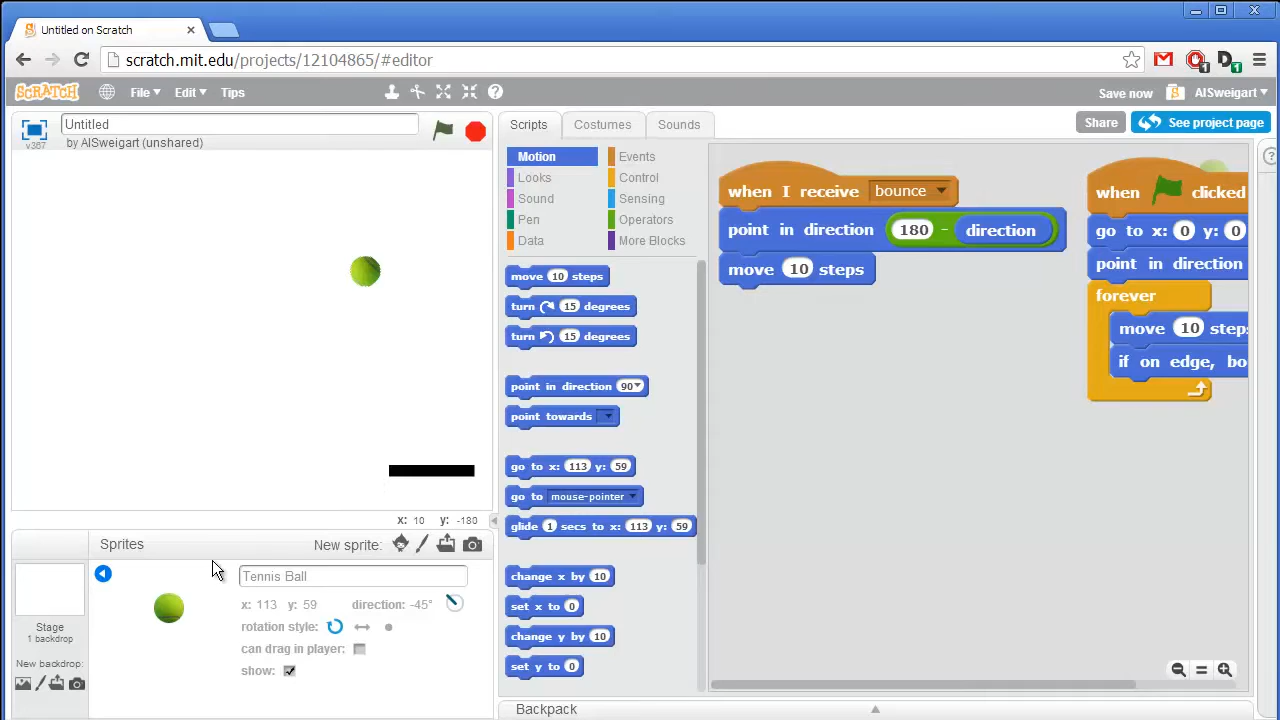 Untitled on Scratch
scratch.mit.edu/projects/12104865/#editor
1
1
SCRATCH
File
Edit
Tips
Save now
AlSweigart
Untitled
by AlSweigart (unshared)
v387
Scripts
Costumes
Sounds
Share
See project page
Motion
Events
Looks
Control
Sound
Sensing
Pen
Operators
Data
More Blocks
move 10 steps
turn 15 degrees
turn 15 degrees
point in direction 90
point towards
go to x: 113 y: 59
go to mouse-pointer
glide 1 secs to x: 113 y: 59
change x by 10
set x to 0
change y by 10
set y to 0
when I receive bounce
point in direction 180 - direction
move 10 steps
when clicked
go to x: 0 y: 0
point in direction
forever
move 10 steps
if on edge, bo
x: 10 y: -180
Sprites
New sprite:
Tennis Ball
x: 113 y: 59 direction: -45°
rotation style:
can drag in player:
show:
Stage
1 backdrop
New backdrop:
Backpack